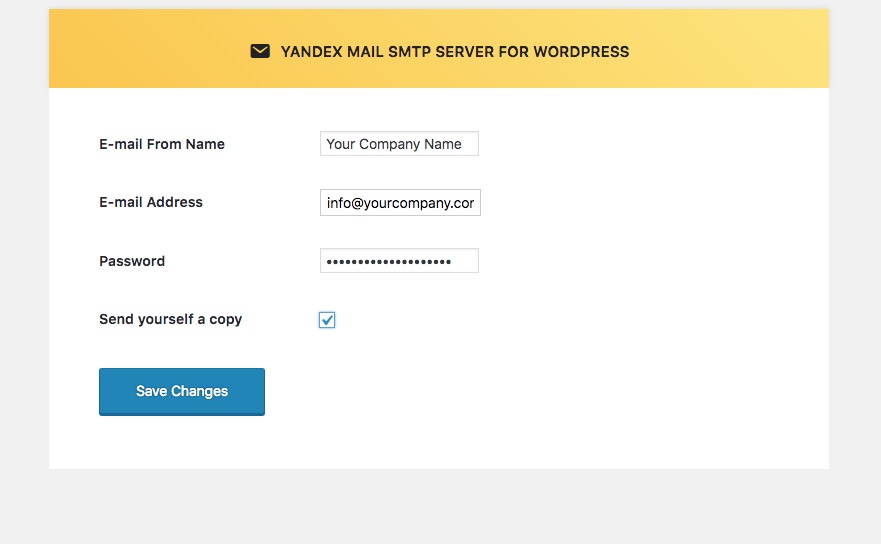 YANDEX MAIL SMTP SERVER FOR WORDPRESS
E-mail From Name
Your Company Name
E-mail Address
info@yourcompany.cor
Password
••••••••••••••••••••
Send yourself a copy
Save Changes